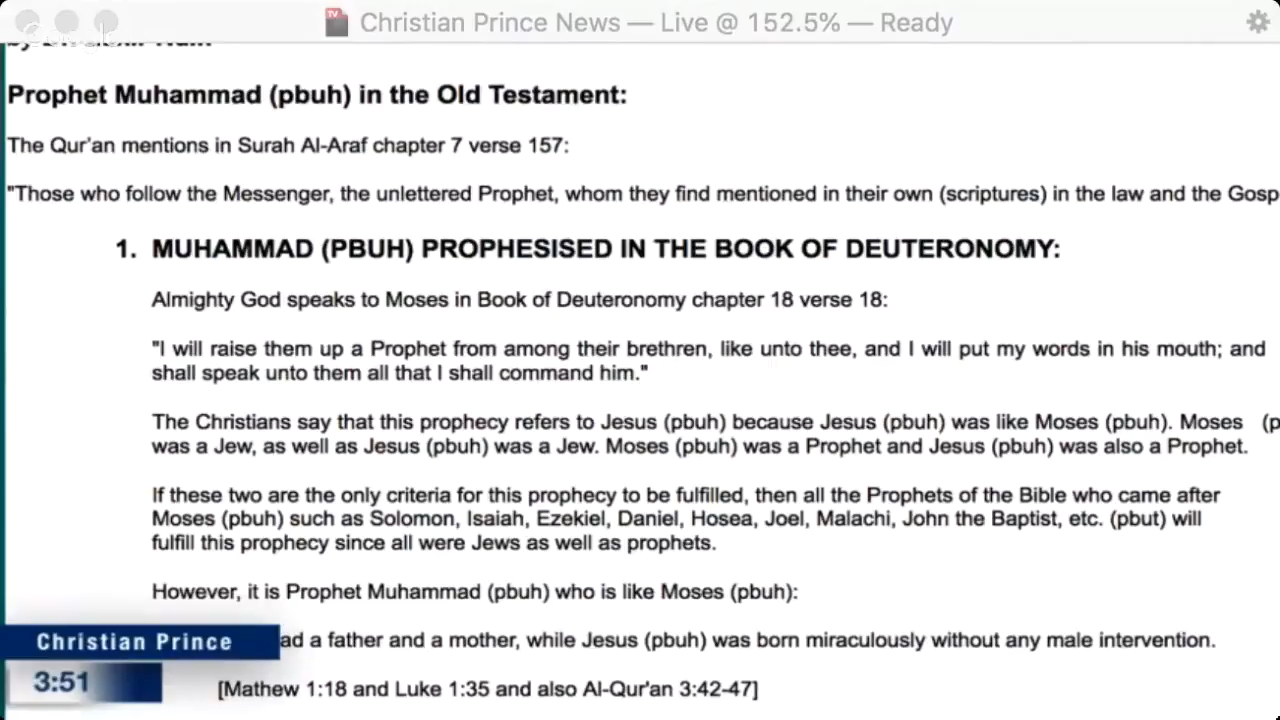 Christian Prince News — Live @ 152.5% — Ready
Google
Prophet Muhammad (pbuh) in the Old Testament:
The Qur'an mentions in Surah Al-Araf chapter 7 verse 157:
"Those who follow the Messenger, the unlettered Prophet, whom they find mentioned in their own (scriptures) in the law and the Gosp
1. MUHAMMAD (PBUH) PROPHESISED IN THE BOOK OF DEUTERONOMY:
Almighty God speaks to Moses in Book of Deuteronomy chapter 18 verse 18:
"I will raise them up a Prophet from among their brethren, like unto thee, and I will put my words in his mouth; and
shall speak unto them all that I shall command him."
The Christians say that this prophecy refers to Jesus (pbuh) because Jesus (pbuh) was like Moses (pbuh). Moses (p
was a Jew, as well as Jesus (pbuh) was a Jew. Moses (pbuh) was a Prophet and Jesus (pbuh) was also a Prophet.
If these two are the only criteria for this prophecy to be fulfilled, then all the Prophets of the Bible who came after
Moses (pbuh) such as Solomon, Isaiah, Ezekiel, Daniel, Hosea, Joel, Malachi, John the Baptist, etc. (pbut) will
fulfill this prophecy since all were Jews as well as prophets.
However, it is Prophet Muhammad (pbuh) who is like Moses (pbuh):
ad a father and a mother, while Jesus (pbuh) was born miraculously without any male intervention.
Christian Prince
3:51
[Mathew 1:18 and Luke 1:35 and also Al-Qur'an 3:42-47]